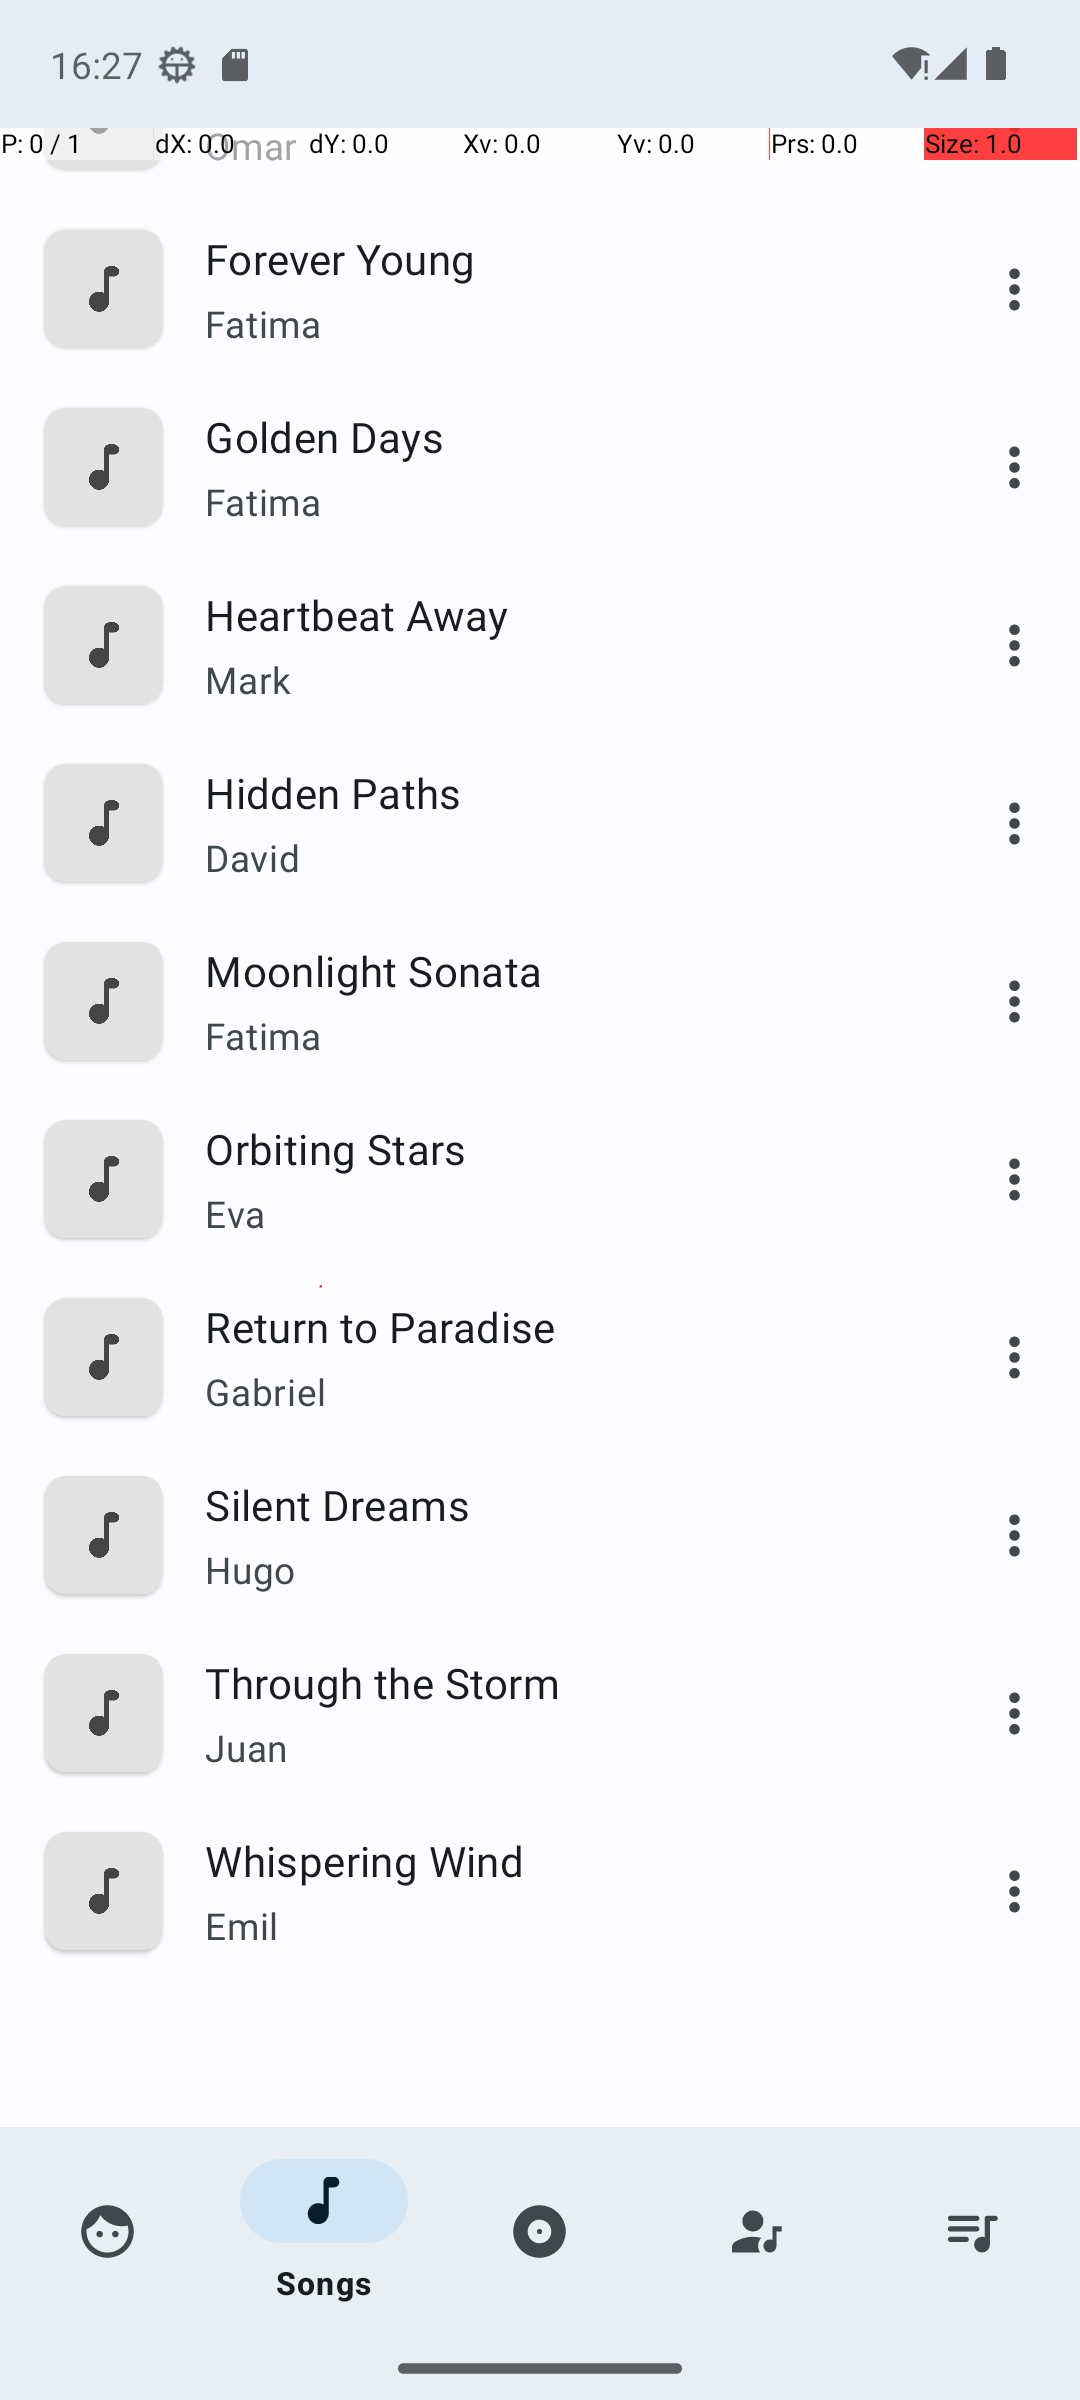 16:27
P: 0 / 1 dX: 0.0 dY: 0.0 Xv: 0.0 Yv: 0.0 Prs: 0.0 Size: 1.0
Omar
Forever Young
Fatima
Golden Days
Fatima
Heartbeat Away
Mark
Hidden Paths
David
Moonlight Sonata
Fatima
Orbiting Stars
Eva
Return to Paradise
Gabriel
Silent Dreams
Hugo
Through the Storm
Juan
Whispering Wind
Emil
Songs